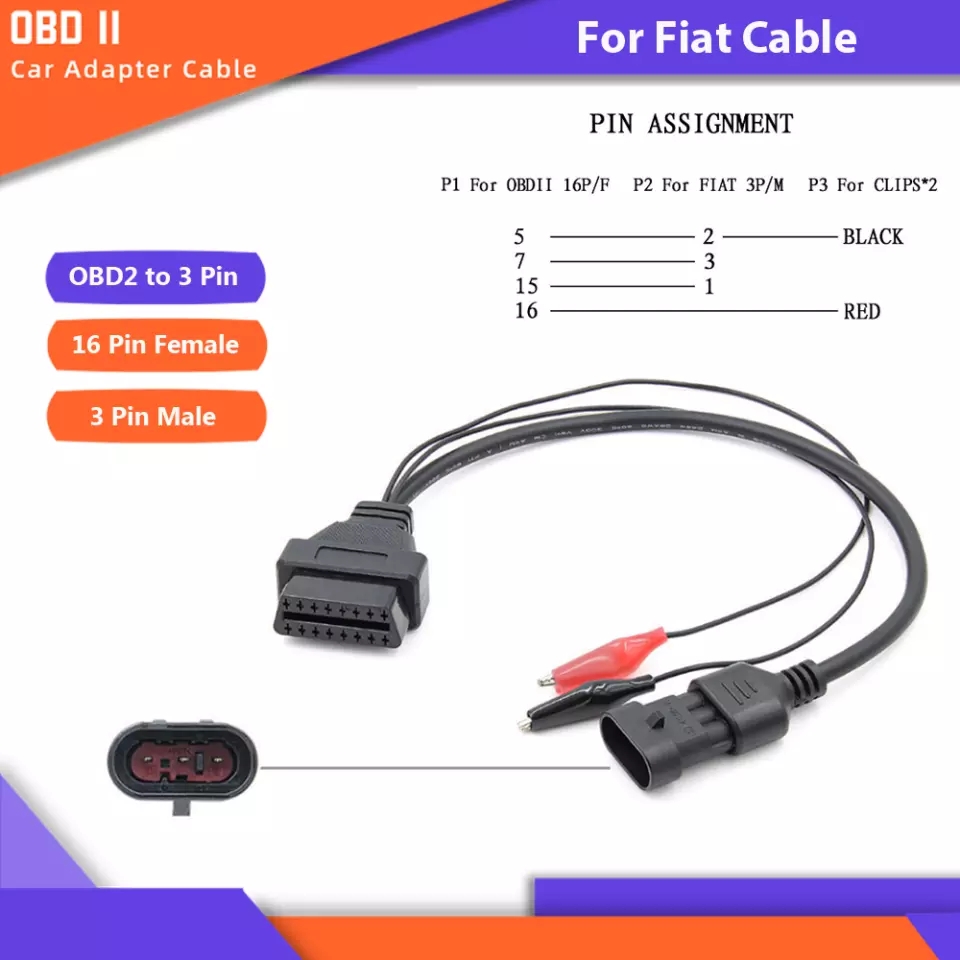 OBD II
Car Adapter Cable
For Fiat Cable
PIN ASSIGNMENT
P1 For OBDII 16P/F P2 For FIAT 3P/M P3 For CLIPS*2
5 2 BLACK
7 3
15 1
16 RED
OBD2 to 3 Pin
16 Pin Female
3 Pin Male